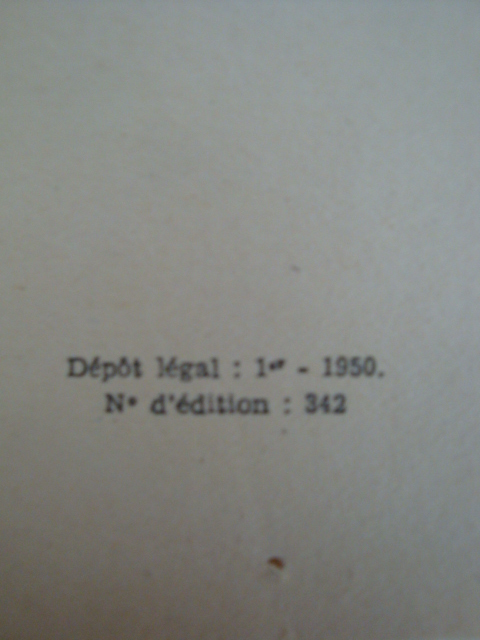 Dépôt légal : 1er - 1950.
N° d'édition : 342